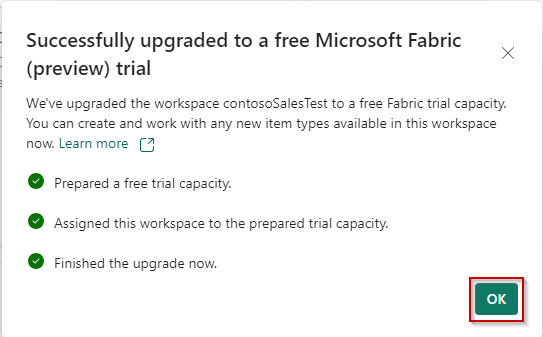 Successfully upgraded to a free Microsoft Fabric
(preview) trial
We've upgraded the workspace contosoSalesTest to a free Fabric trial capacity.
You can create and work with any new item types available in this workspace
now. Learn more
Prepared a free trial capacity.
Assigned this workspace to the prepared trial capacity.
Finished the upgrade now.
OK